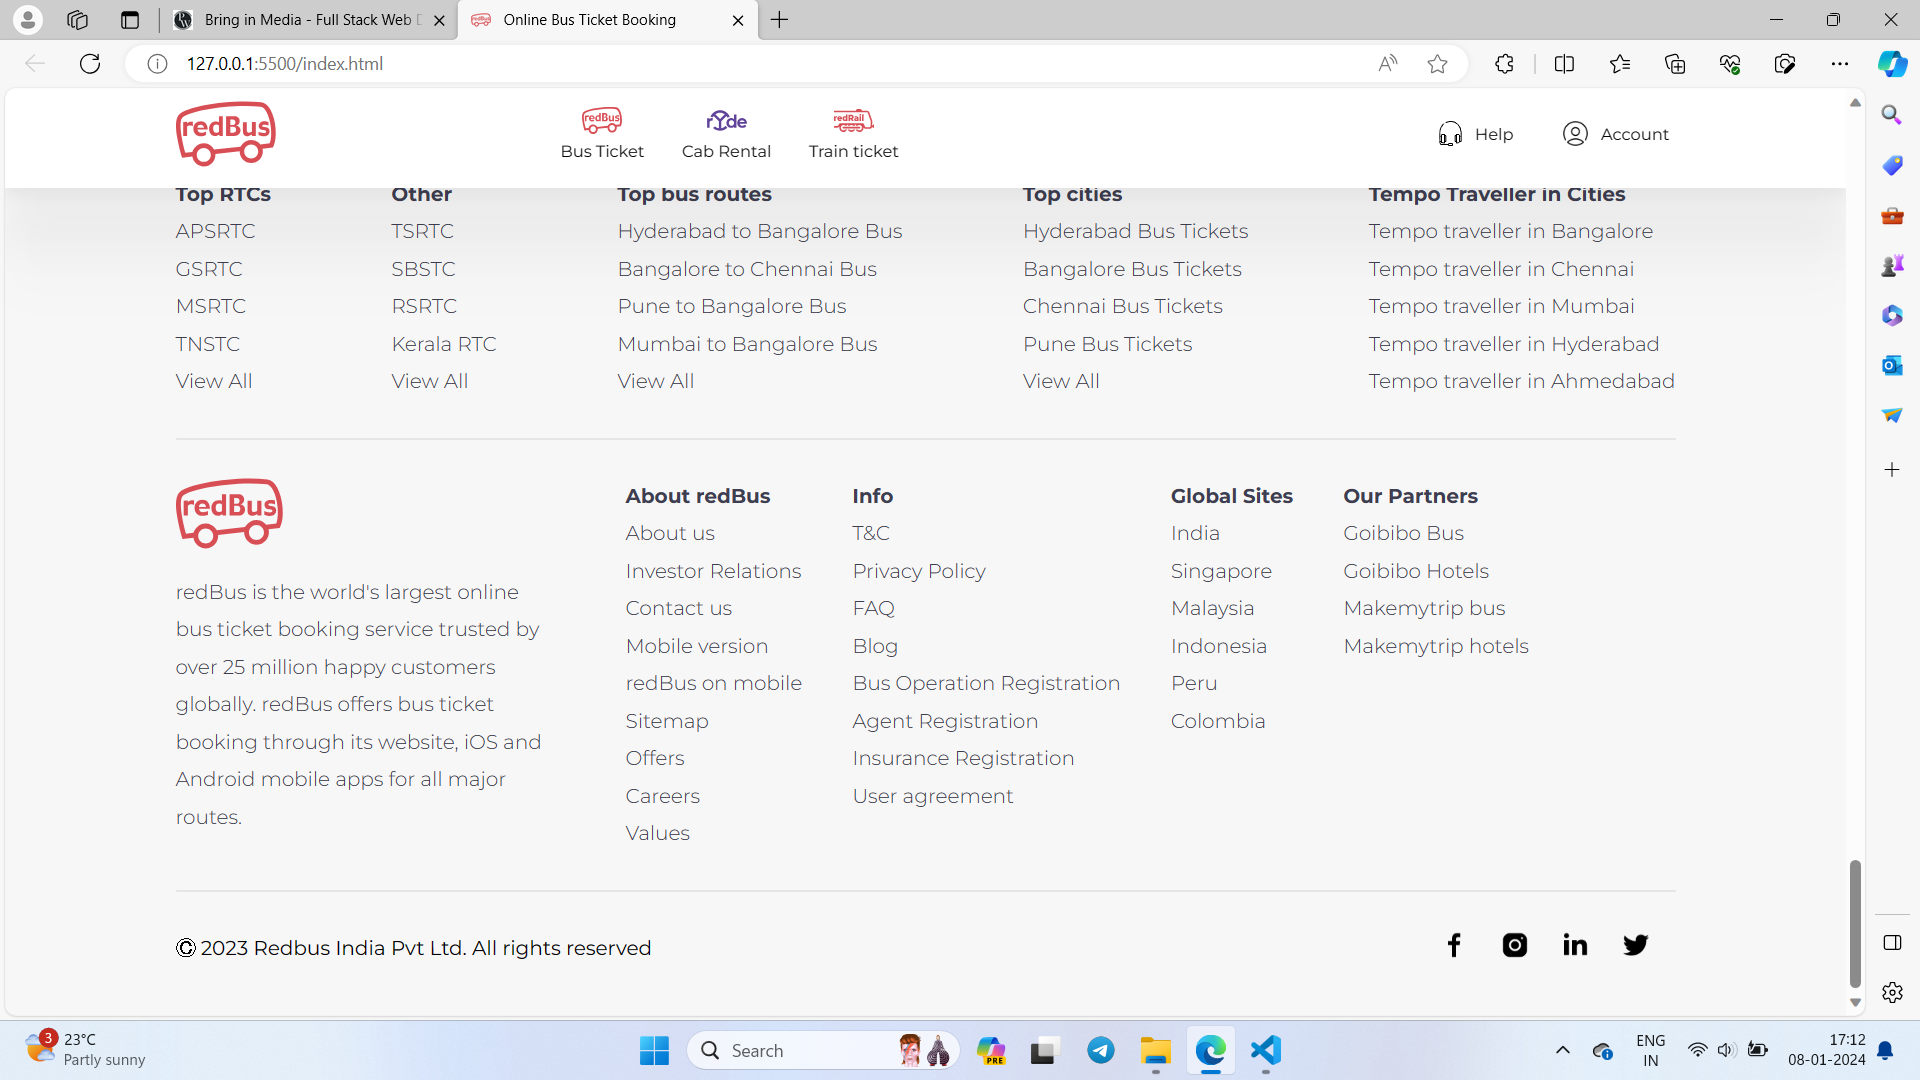 Bring in Media - Full Stack Web D
Online Bus Ticket Booking
127.0.0.1:5500/index.html
redBus
redBus
Bus Ticket
rYde
Cab Rental
redRail
Train ticket
Help
Account
Top RTCs
APSRTC
GSRTC
MSRTC
TNSTC
View All
Other
TSRTC
SBSTC
RSRTC
Kerala RTC
View All
Top bus routes
Hyderabad to Bangalore Bus
Bangalore to Chennai Bus
Pune to Bangalore Bus
Mumbai to Bangalore Bus
View All
Top cities
Hyderabad Bus Tickets
Bangalore Bus Tickets
Chennai Bus Tickets
Pune Bus Tickets
View All
Tempo Traveller in Cities
Tempo traveller in Bangalore
Tempo traveller in Chennai
Tempo traveller in Mumbai
Tempo traveller in Hyderabad
Tempo traveller in Ahmedabad
redBus
redBus is the world's largest online
bus ticket booking service trusted by
over 25 million happy customers
globally. redBus offers bus ticket
booking through its website, iOS and
Android mobile apps for all major
routes.
About redBus
About us
Investor Relations
Contact us
Mobile version
redBus on mobile
Sitemap
Offers
Careers
Values
Info
T&C
Privacy Policy
FAQ
Blog
Bus Operation Registration
Agent Registration
Insurance Registration
User agreement
Global Sites
India
Singapore
Malaysia
Indonesia
Peru
Colombia
Our Partners
Goibibo Bus
Goibibo Hotels
Makemytrip bus
Makemytrip hotels
© 2023 Redbus India Pvt Ltd. All rights reserved
3
23°C
Partly sunny
Search
PRE
ENG
IN
17:12
08-01-2024